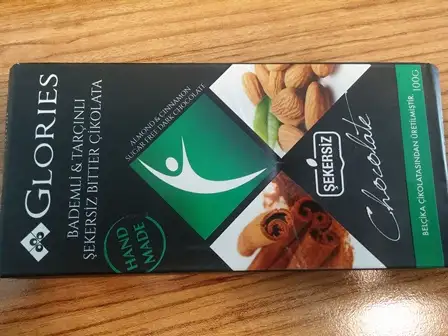 GLORIES
BADEMLİ & TARÇINLI
ŞEKERSİZ BITTER ÇİKOLATA
HAND
MADE
ALMOND & CINNAMON
SUGAR FREE DARK CHOCOLATE
ŞEKERSİZ
Chocolate
BELÇİKA ÇİKOLATASINDAN ÜRETİLMİŞTİR.
100G